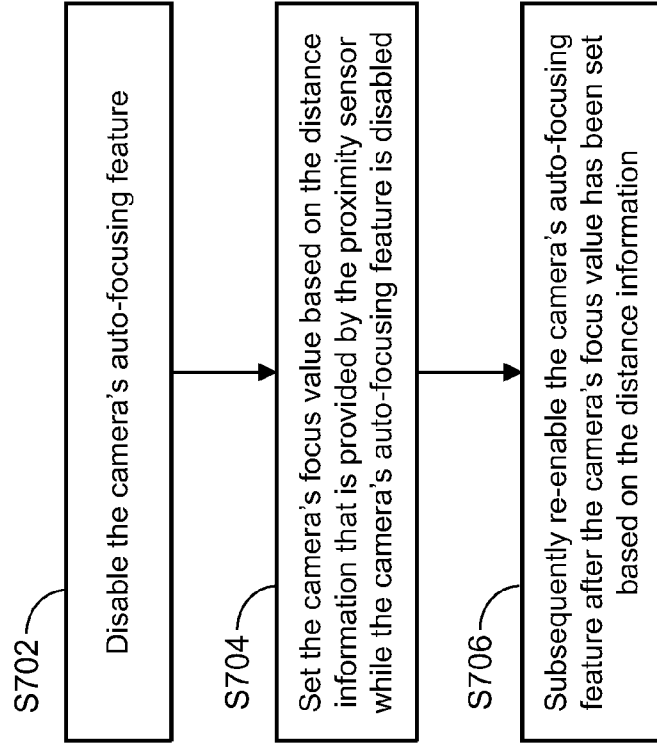 S702
Disable the camera's auto-focusing feature
S704
Set the camera's focus value based on the distance
information that is provided by the proximity sensor
while the camera's auto-focusing feature is disabled
S706
Subsequently re-enable the camera's auto-focusing
feature after the camera's focus value has been set
based on the distance information